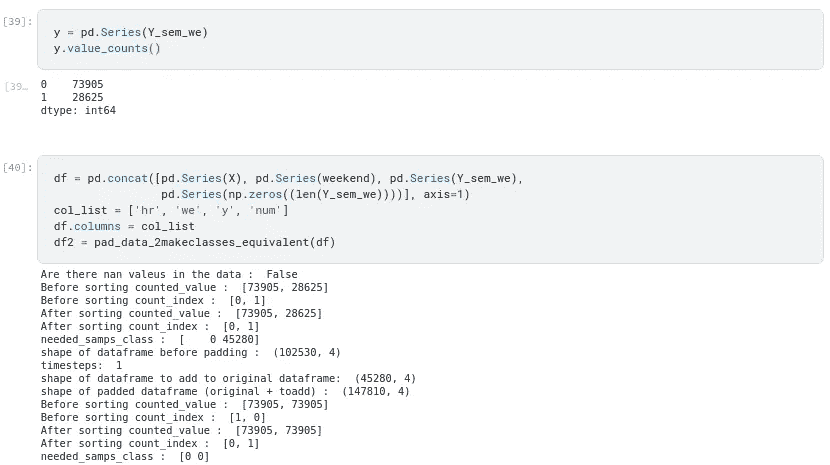 [39]:
y = pd.Series(Y_sem_we)
y.value_counts()
[39…
0    73905
1    28625
dtype: int64
[40]:
df = pd.concat([pd.Series(X), pd.Series(weekend), pd.Series(Y_sem_we),
                pd.Series(np.zeros((len(Y_sem_we))))], axis=1)
col_list = ['hr', 'we', 'y', 'num']
df.columns = col_list
df2 = pad_data_2makeclasses_equivalent(df)
Are there nan valeus in the data :  False
Before sorting counted_value :  [73905, 28625]
Before sorting count_index :  [0, 1]
After sorting counted_value :  [73905, 28625]
After sorting count_index :  [0, 1]
needed_samps_class :  [    0 45280]
shape of dataframe before padding :  (102530, 4)
timesteps:  1
shape of dataframe to add to original dataframe:  (45280, 4)
shape of padded dataframe (original + toadd) :  (147810, 4)
Before sorting counted_value :  [73905, 73905]
Before sorting count_index :  [1, 0]
After sorting counted_value :  [73905, 73905]
After sorting count_index :  [0, 1]
needed_samps_class :  [0 0]